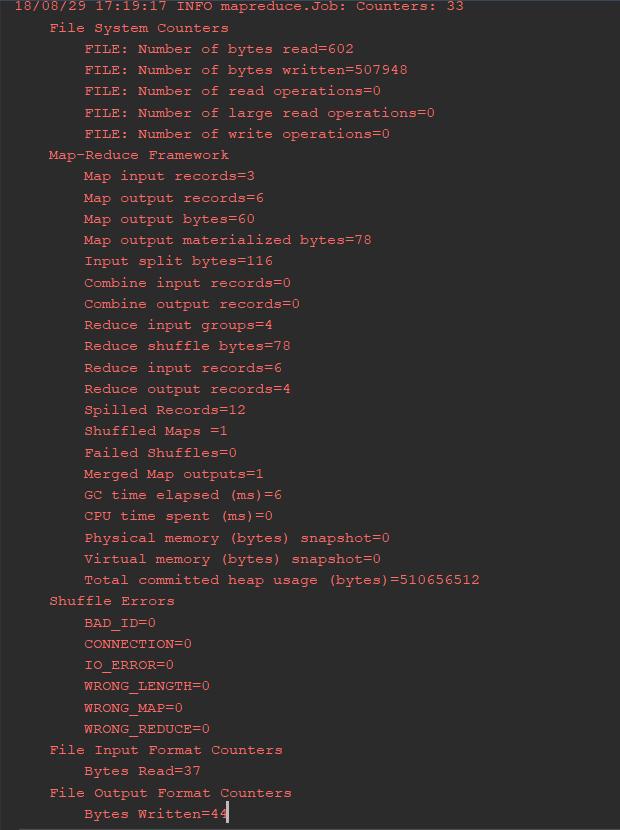 18/08/29 17:19:17 INFO mapreduce.Job: Counters: 33
File System Counters
FILE: Number of bytes read=602
FILE: Number of bytes written=507948
FILE: Number of read operations=0
FILE: Number of large read operations=0
FILE: Number of write operations=0
Map-Reduce Framework
Map input records=3
Map output records=6
Map output bytes=60
Map output materialized bytes=78
Input split bytes=116
Combine input records=0
Combine output records=0
Reduce input groups=4
Reduce shuffle bytes=78
Reduce input records=6
Reduce output records=4
Spilled Records=12
Shuffled Maps =1
Failed Shuffles=0
Merged Map outputs=1
GC time elapsed (ms)=6
CPU time spent (ms)=0
Physical memory (bytes) snapshot=0
Virtual memory (bytes) snapshot=0
Total committed heap usage (bytes)=510656512
Shuffle Errors
BAD_ID=0
CONNECTION=0
IO_ERROR=0
WRONG_LENGTH=0
WRONG_MAP=0
WRONG_REDUCE=0
File Input Format Counters
Bytes Read=37
File Output Format Counters
Bytes Written=44